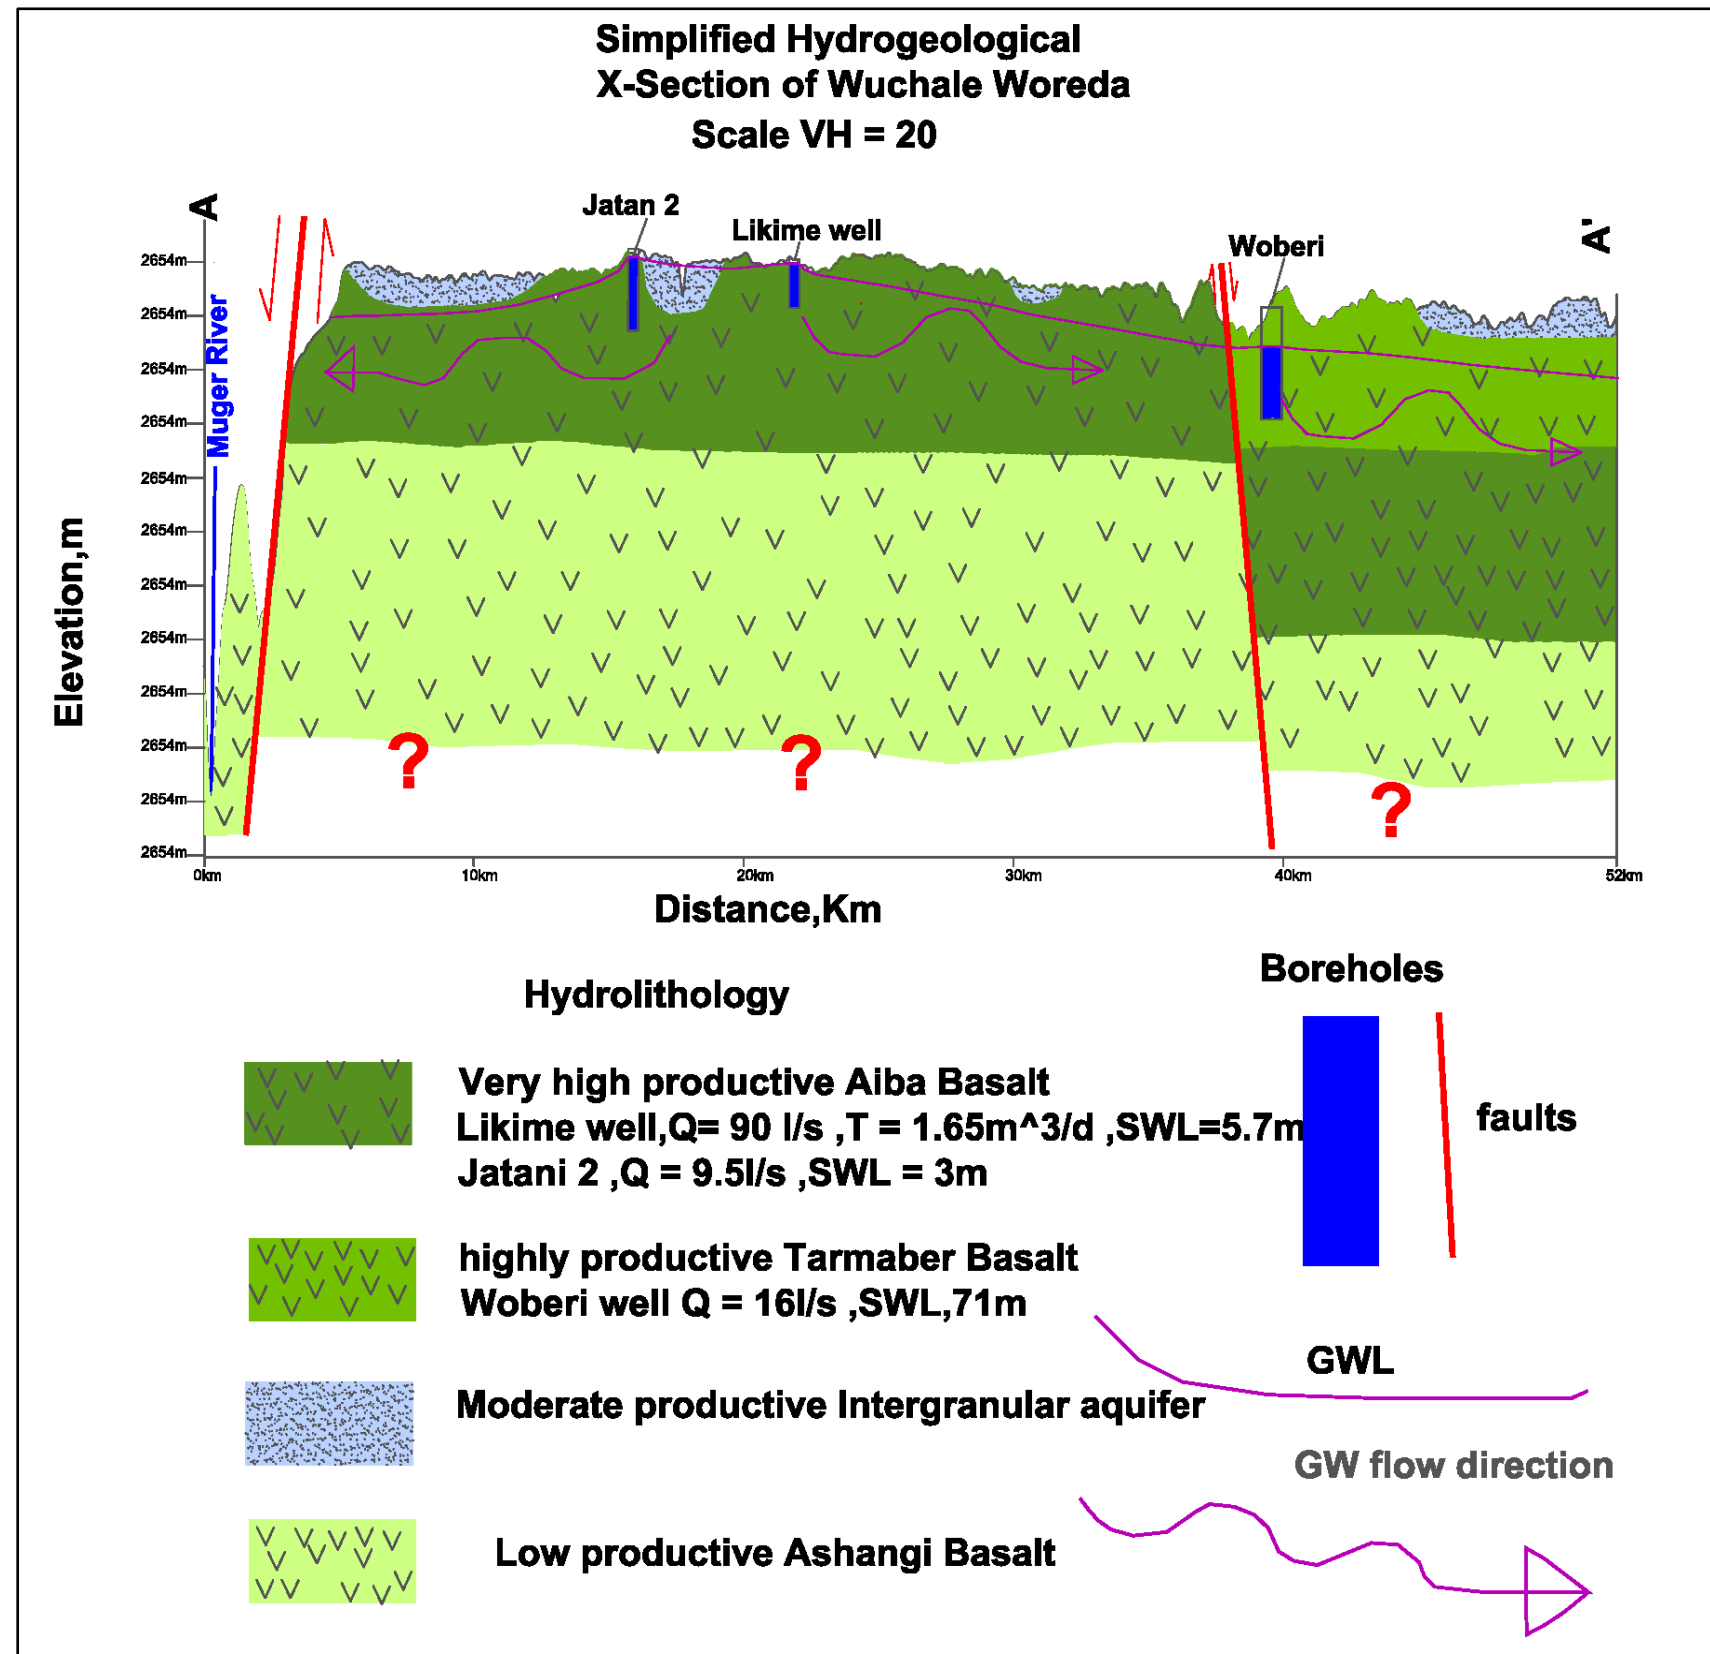 Simplified Hydrogeological
X-Section of Wuchale Woreda
Scale VH = 20
A
A'
Jatan 2
Likime well
Woberi
Muger River
Elevation,m
2654m
2654m
2654m
2654m
2654m
2654m
2654m
2654m
2654m
2654m
2654m
2654m
?
?
?
0km
10km
20km
30km
40km
52km
Distance,Km
Hydrolithology
Boreholes
Very high productive Aiba Basalt
Likime well,Q= 90 l/s ,T = 1.65m^3/d ,SWL=5.7m
Jatani 2 ,Q = 9.5l/s ,SWL = 3m
faults
highly productive Tarmaber Basalt
Woberi well Q = 16l/s ,SWL,71m
GWL
Moderate productive Intergranular aquifer
GW flow direction
Low productive Ashangi Basalt